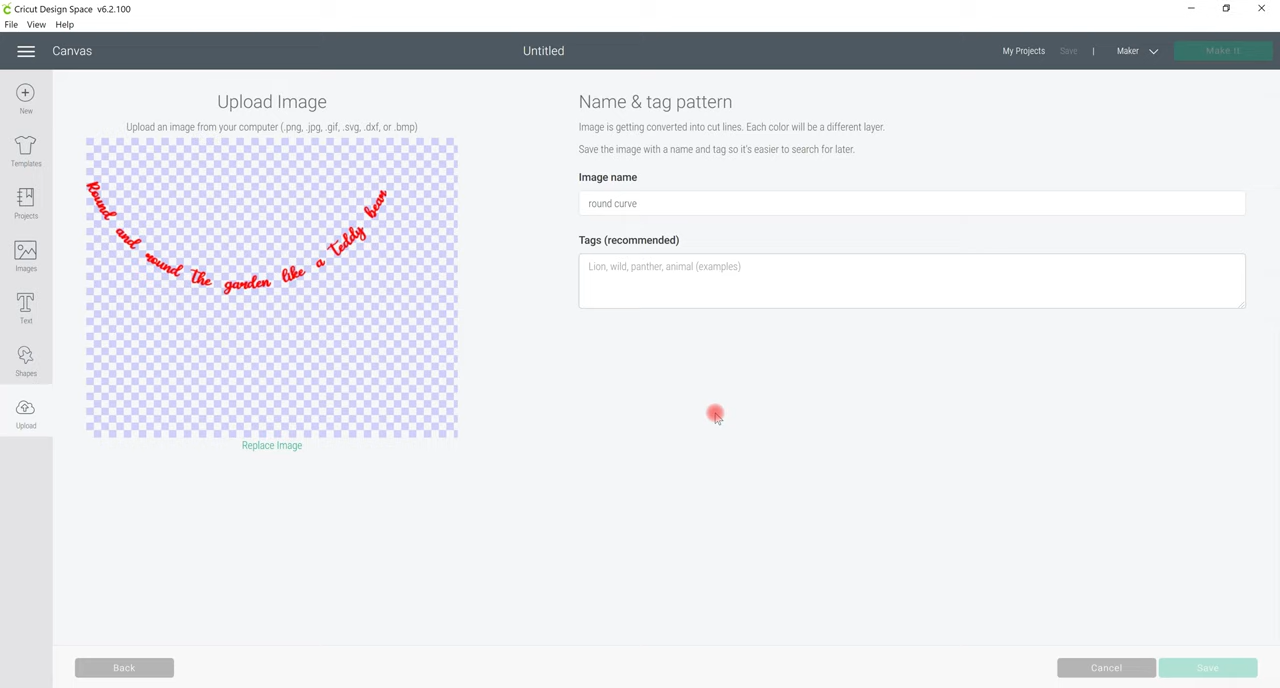 Cricut Design Space v6.2.100
File View Help
Canvas
Untitled
My Projects Save | Maker Make It
New
Templates
Projects
Images
Text
Shapes
Upload
Upload Image
Upload an image from your computer (.png, .jpg, .gif, .svg, .dxf, or .bmp)
Round and round the garden like a Teddy bear
Replace Image
Name & tag pattern
Image is getting converted into cut lines. Each color will be a different layer.
Save the image with a name and tag so it's easier to search for later.
Image name
round curve
Tags (recommended)
Lion, wild, panther, animal (examples)
Back
Cancel
Save